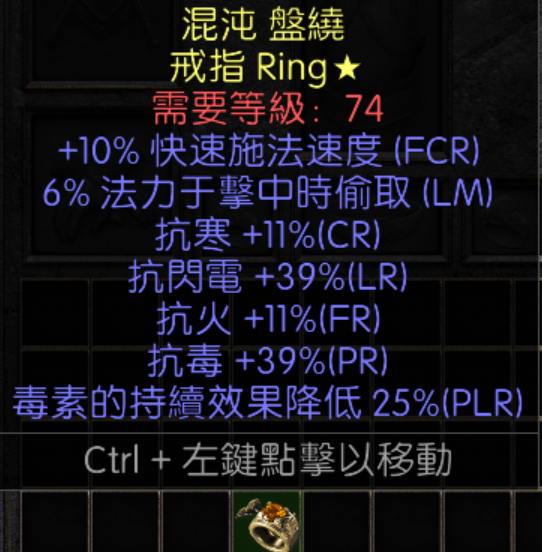 混沌 盤繞
戒指 Ring★
需要等級: 74
+10% 快速施法速度 (FCR)
6% 法力于擊中時偷取 (LM)
抗寒 +11%(CR)
抗閃電 +39%(LR)
抗火 +11%(FR)
抗毒 +39%(PR)
毒素的持續效果降低 25%(PLR)
Ctrl + 左鍵點擊以移動